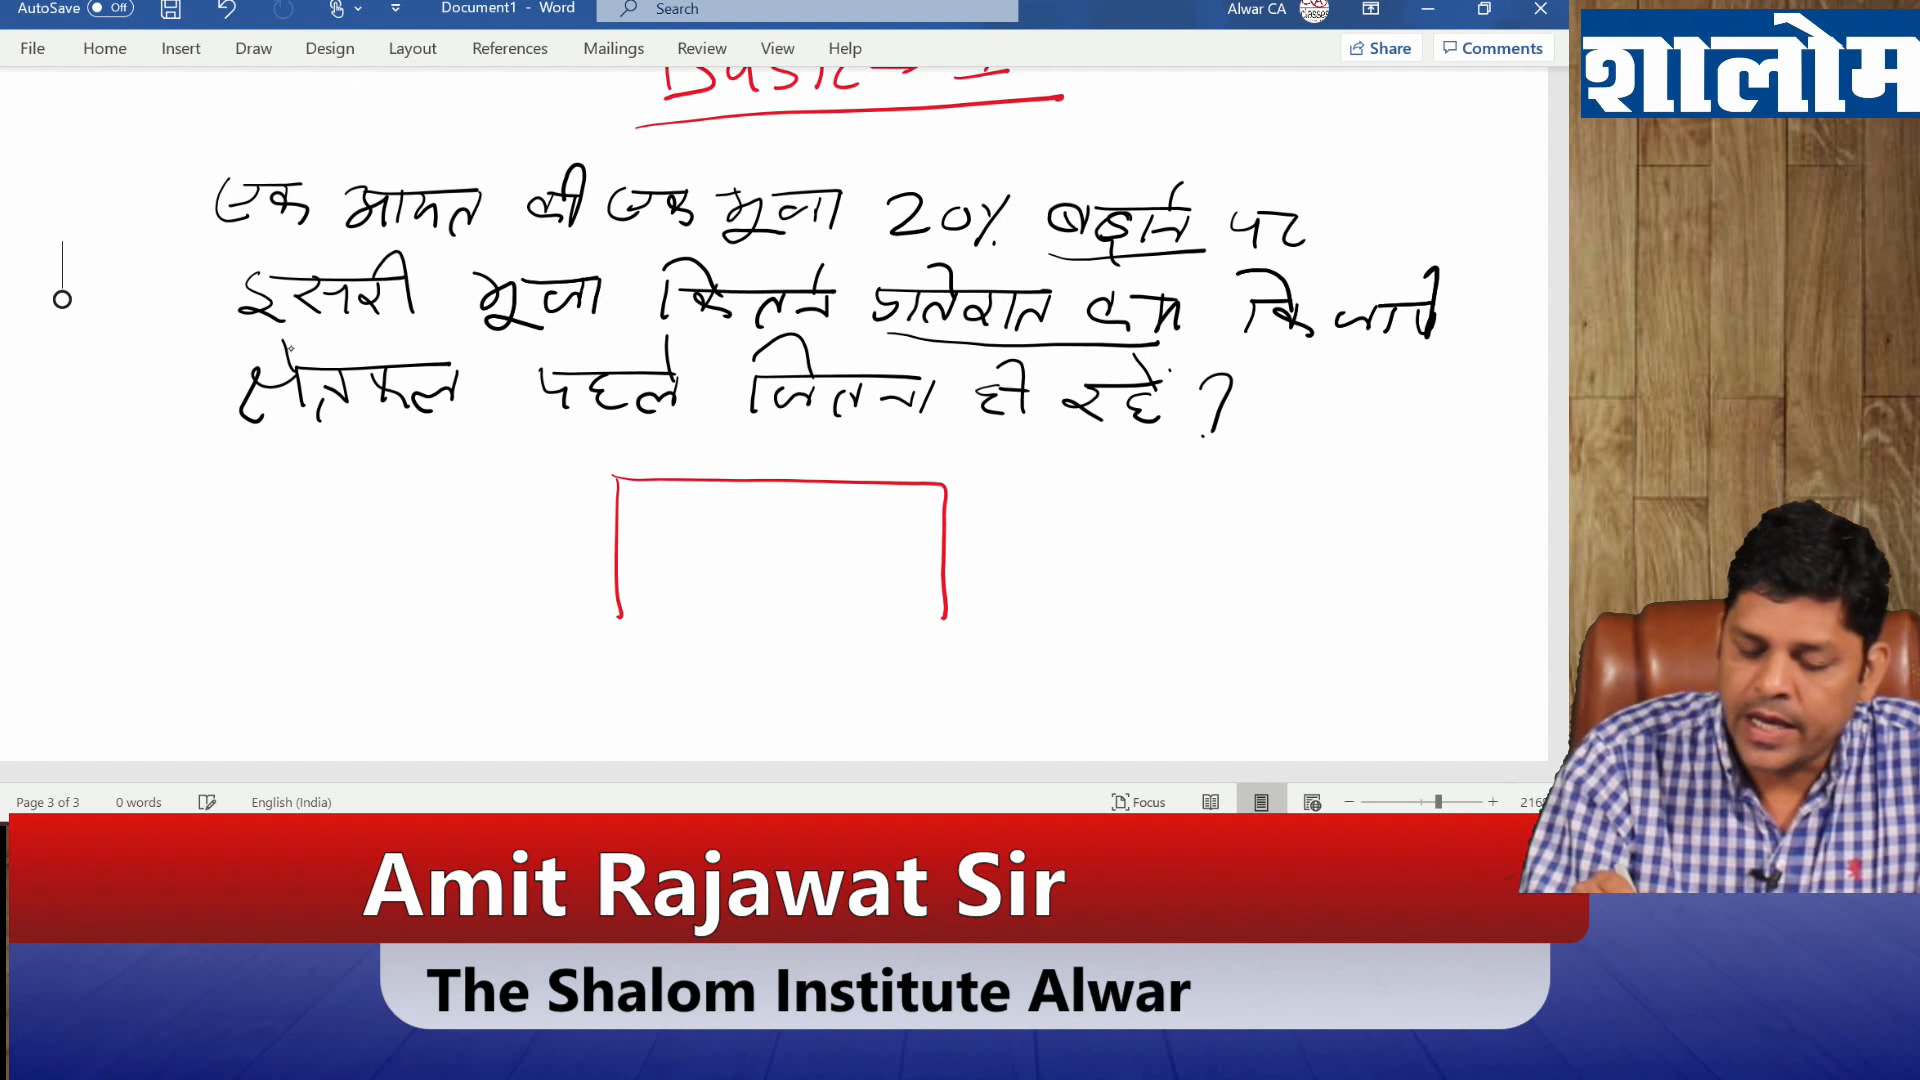 AutoSave Off Document1 - Word Search Alwar CA
शालोम
File Home Insert Draw Design Layout References Mailings Review View Help Share Comments
Basic → I
एक आयत की एक भूजा 20% बढ़ाने पर
दुसरी भूजा कितने प्रतिशत कम कि जाये
क्षेत्रफल पहले जितना ही रहें ?
Page 3 of 3 0 words English (India) Focus
Amit Rajawat Sir
The Shalom Institute Alwar